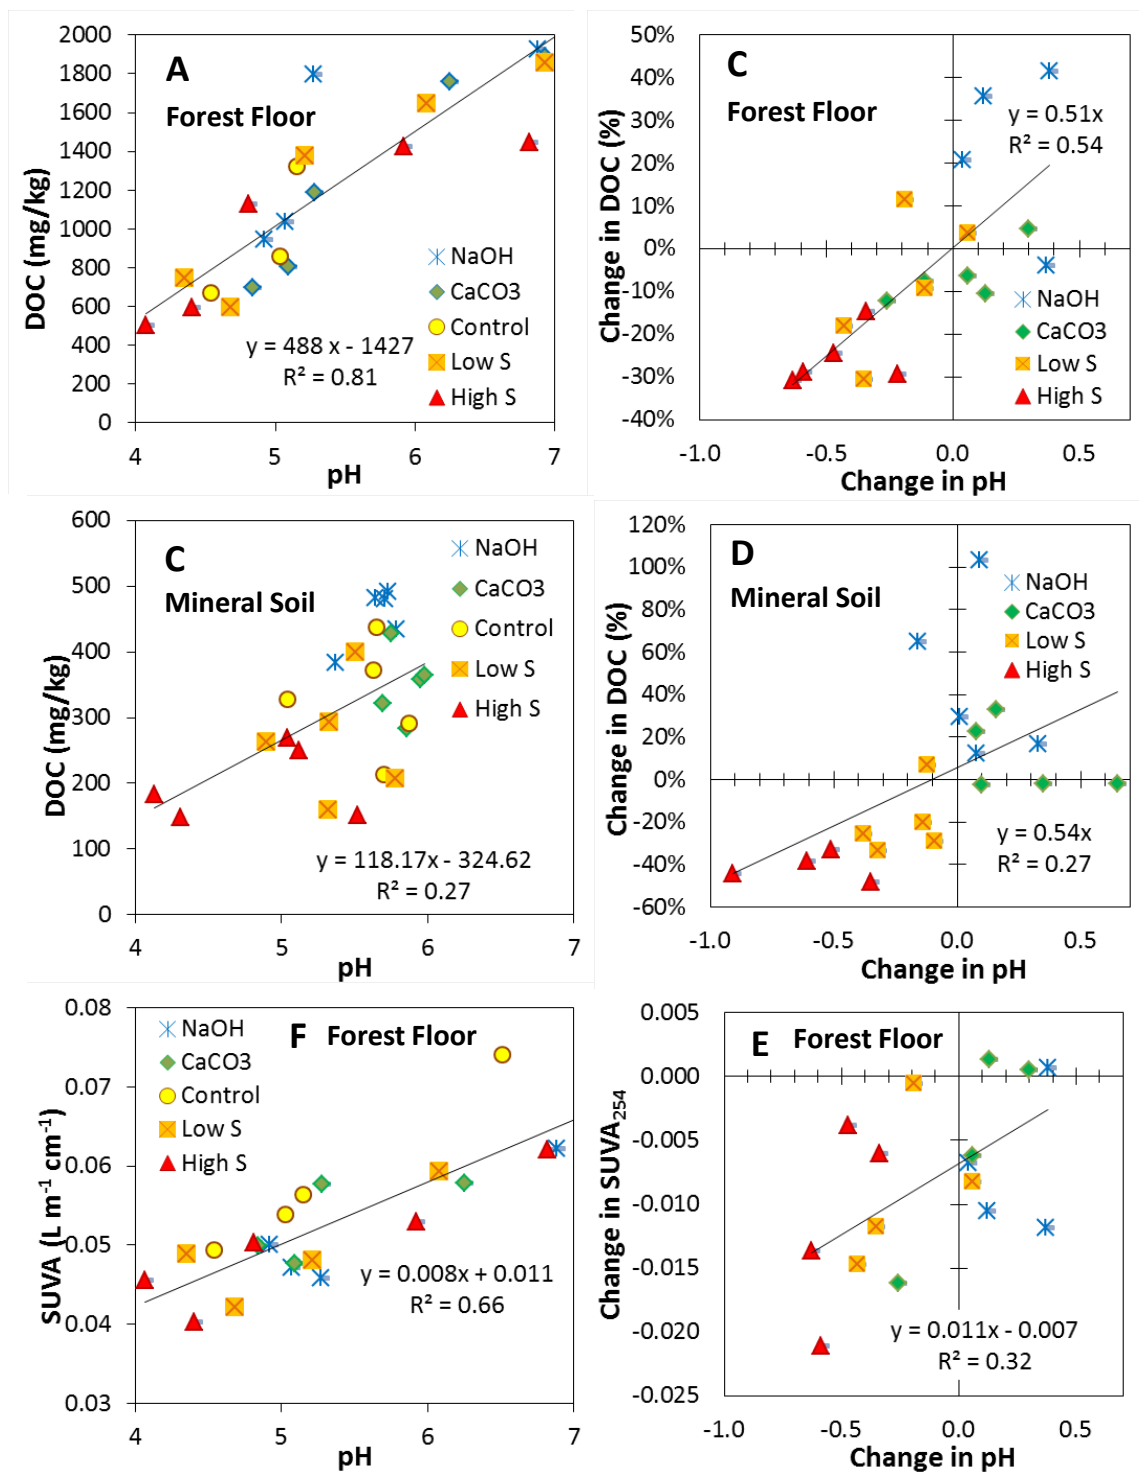 2000
1800
1600
1400
1200
1000
800
600
400
200
0
DOC (mg/kg)
A
Forest Floor
NaOH
CaCO3
Control
Low S
High S
y = 488 x - 1427
R² = 0.81
4
5
6
7
pH
50%
40%
30%
20%
10%
0%
-10%
-20%
-30%
-40%
Change in DOC (%)
C
Forest Floor
y = 0.51x
R² = 0.54
NaOH
CaCO3
Low S
High S
-1.0
-0.5
0.0
0.5
Change in pH
600
500
400
300
200
100
0
DOC (mg/kg)
C
Mineral Soil
NaOH
CaCO3
Control
Low S
High S
y = 118.17x - 324.62
R² = 0.27
4
5
6
7
pH
120%
100%
80%
60%
40%
20%
0%
-20%
-40%
-60%
Change in DOC (%)
D
Mineral Soil
NaOH
CaCO3
Low S
High S
y = 0.54x
R² = 0.27
-1.0
-0.5
0.0
0.5
Change in pH
0.08
0.07
0.06
0.05
0.04
0.03
SUVA (L m⁻¹ cm⁻¹)
NaOH
CaCO3
Control
Low S
High S
F Forest Floor
y = 0.008x + 0.011
R² = 0.66
4
5
6
7
pH
0.005
0.000
-0.005
-0.010
-0.015
-0.020
-0.025
Change in SUVA₂₅₄
E Forest Floor
y = 0.011x - 0.007
R² = 0.32
-1.0
-0.5
0.0
0.5
Change in pH